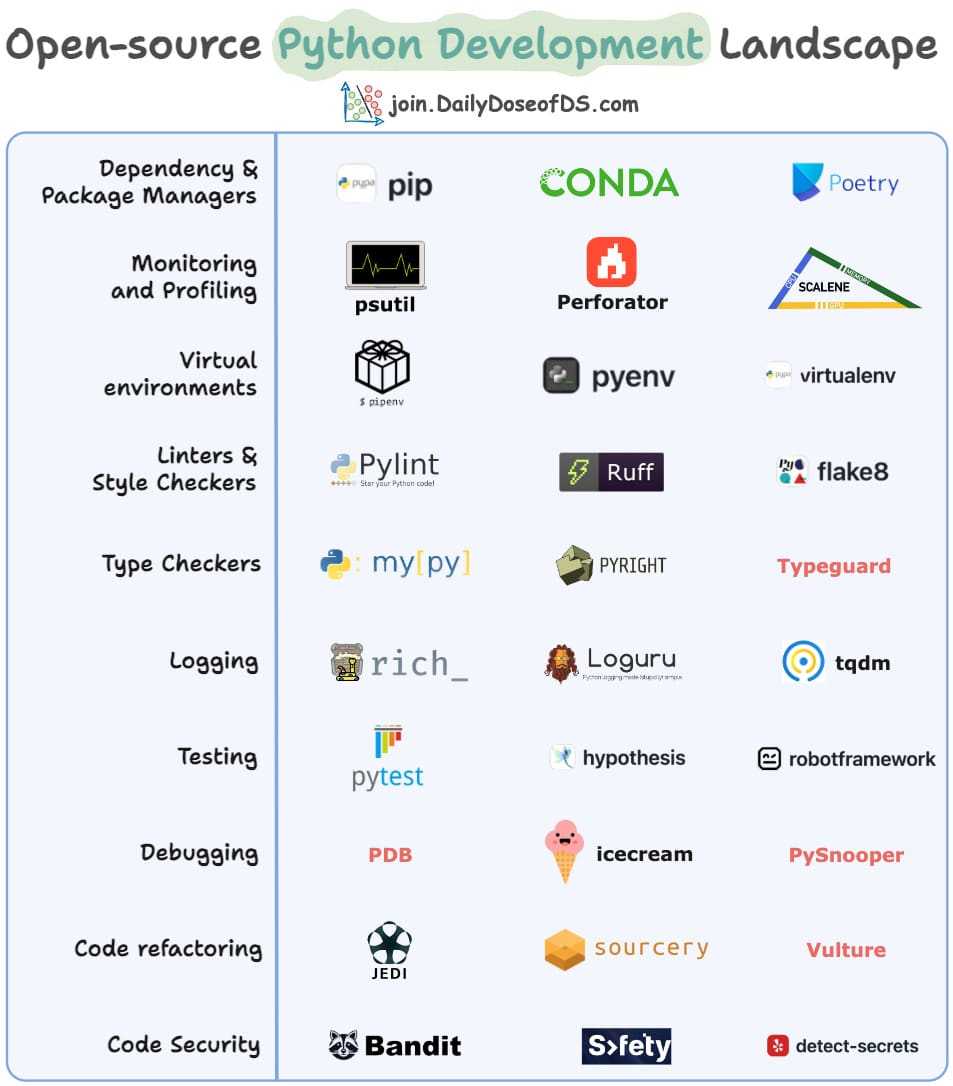 Open-source Python Development Landscape
join.DailyDoseofDS.com
Dependency &
Package Managers
pypa pip
CONDA
Poetry
Monitoring
and Profiling
psutil
Perforator
CPU
MEMORY
SCALENE
GPU
Virtual
environments
$ pipenv
pyenv
pypa virtualenv
Linters &
Style Checkers
Pylint
Star your Python code!
Ruff
flake8
Type Checkers
: my[py]
PYRIGHT
Typeguard
Logging
rich_
Loguru
Python logging made (stupidly) simple
tqdm
Testing
pytest
hypothesis
robotframework
Debugging
PDB
icecream
PySnooper
Code refactoring
JEDI
sourcery
Vulture
Code Security
Bandit
S›fety
detect-secrets